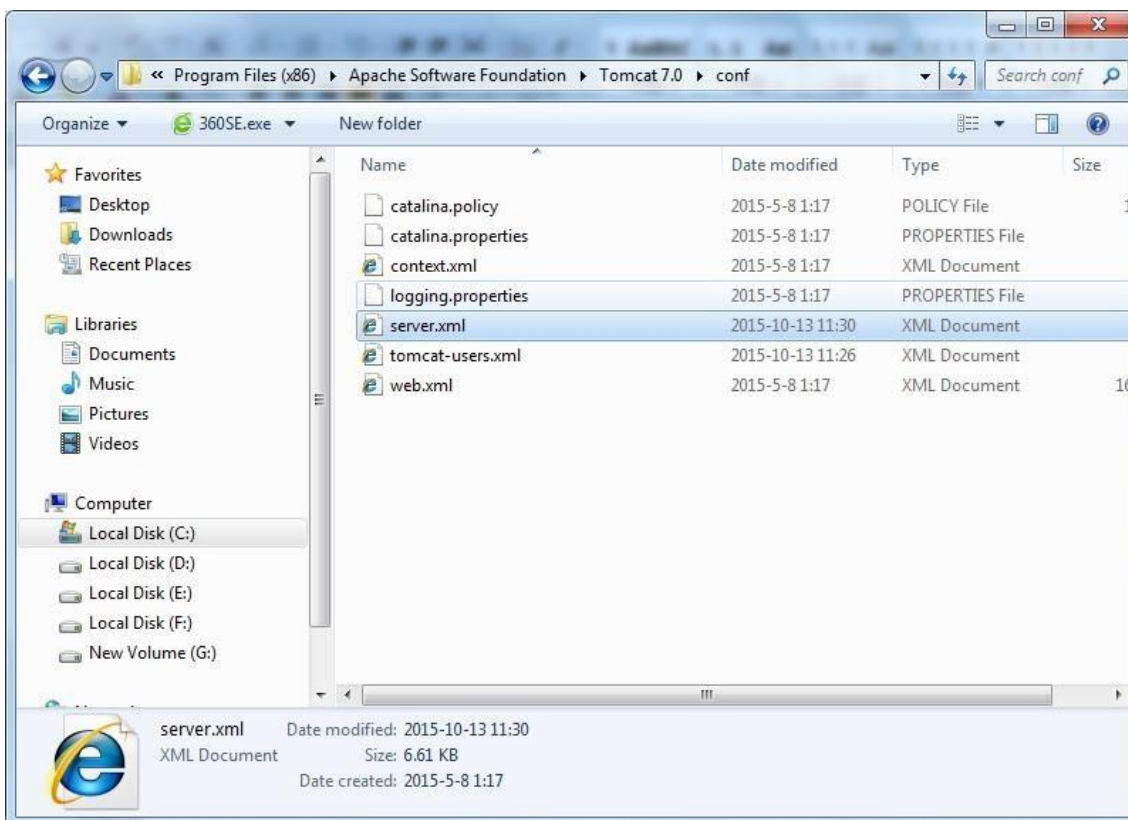 « Program Files (x86) ▸ Apache Software Foundation ▸ Tomcat 7.0 ▸ conf
Search conf
Organize 360SE.exe New folder
Favorites
Desktop
Downloads
Recent Places
Libraries
Documents
Music
Pictures
Videos
Computer
Local Disk (C:)
Local Disk (D:)
Local Disk (E:)
Local Disk (F:)
New Volume (G:)
Name Date modified Type Size
catalina.policy 2015-5-8 1:17 POLICY File
catalina.properties 2015-5-8 1:17 PROPERTIES File
context.xml 2015-5-8 1:17 XML Document
logging.properties 2015-5-8 1:17 PROPERTIES File
server.xml 2015-10-13 11:30 XML Document
tomcat-users.xml 2015-10-13 11:26 XML Document
web.xml 2015-5-8 1:17 XML Document
server.xml Date modified: 2015-10-13 11:30
XML Document Size: 6.61 KB
Date created: 2015-5-8 1:17